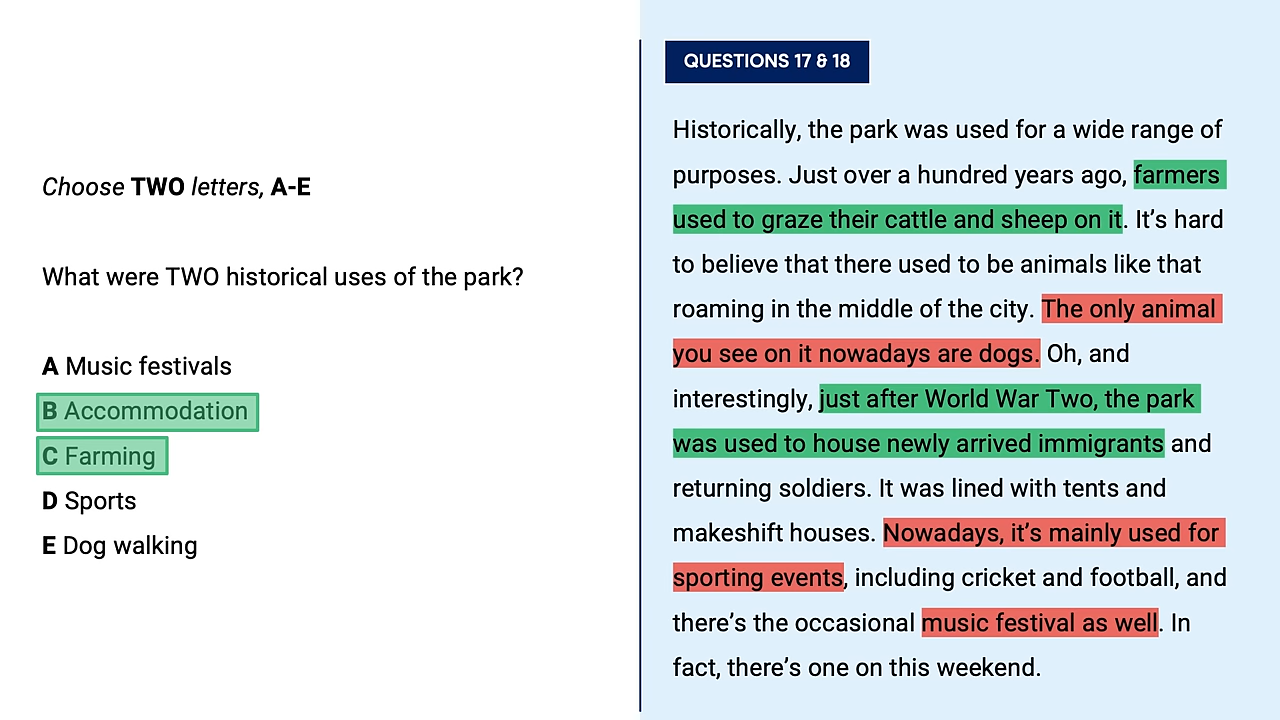 Choose TWO letters, A-E
What were TWO historical uses of the park?
A Music festivals
B Accommodation
C Farming
D Sports
E Dog walking
QUESTIONS 17 & 18
Historically, the park was used for a wide range of
purposes. Just over a hundred years ago, farmers
used to graze their cattle and sheep on it. It’s hard
to believe that there used to be animals like that
roaming in the middle of the city. The only animal
you see on it nowadays are dogs. Oh, and
interestingly, just after World War Two, the park
was used to house newly arrived immigrants and
returning soldiers. It was lined with tents and
makeshift houses. Nowadays, it’s mainly used for
sporting events, including cricket and football, and
there’s the occasional music festival as well. In
fact, there’s one on this weekend.